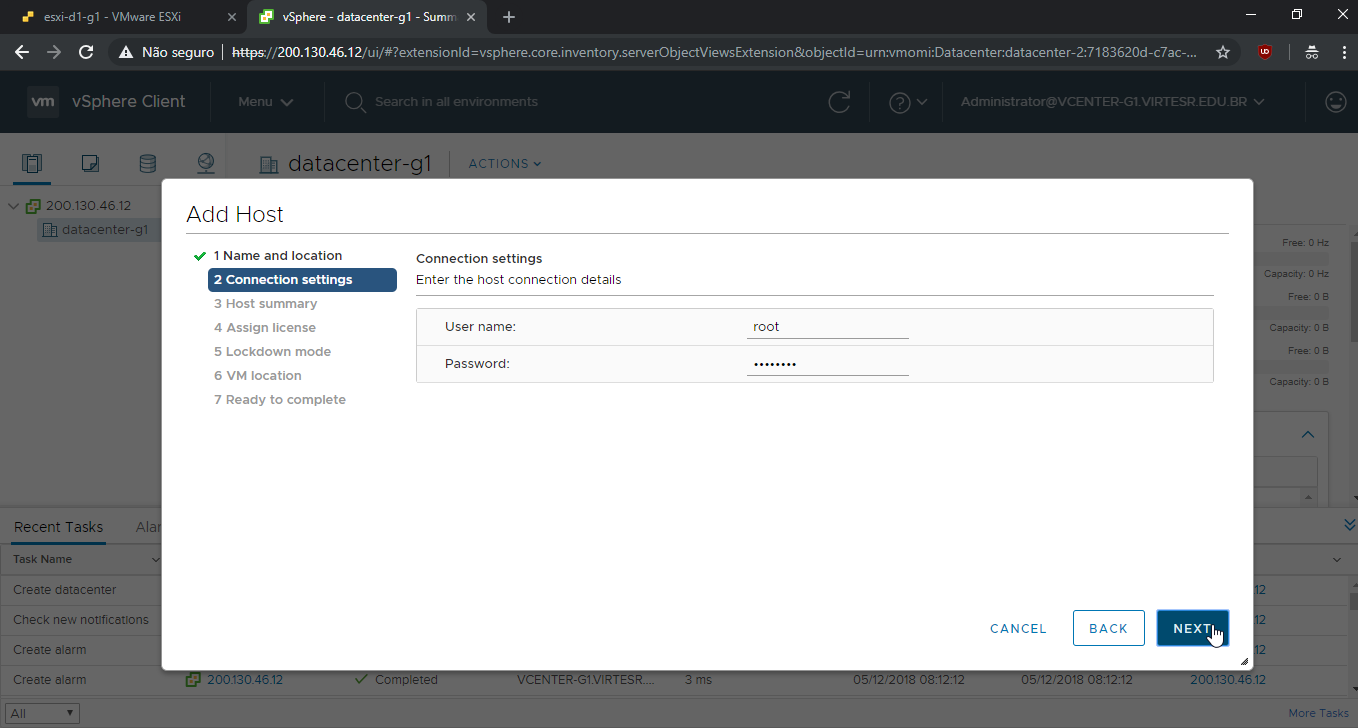 esxi-d1-g1 - VMware ESXi
vSphere - datacenter-g1 - Summ
Não seguro
https://200.130.46.12/ui/#?extensionId=vsphere.core.inventory.serverObjectViewsExtension&objectId=urn:vmomi:Datacenter:datacenter-2:7183620d-c7ac-...
vm vSphere Client
Menu
Search in all environments
Administrator@VCENTER-G1.VIRTESR.EDU.BR
datacenter-g1
ACTIONS
200.130.46.12
datacenter-g1
Free: 0 Hz
Capacity: 0 Hz
Free: 0 B
Capacity: 0 B
Free: 0 B
Capacity: 0 B
Add Host
1 Name and location
2 Connection settings
3 Host summary
4 Assign license
5 Lockdown mode
6 VM location
7 Ready to complete
Connection settings
Enter the host connection details
User name: root
Password: ••••••••
CANCEL BACK NEXT
Recent Tasks Alar
Task Name
Create datacenter 12
Check new notifications 12
Create alarm 12
Create alarm 200.130.46.12 Completed VCENTER-G1.VIRTESR.... 3 ms 05/12/2018 08:12:12 05/12/2018 08:12:12 200.130.46.12
All
More Tasks